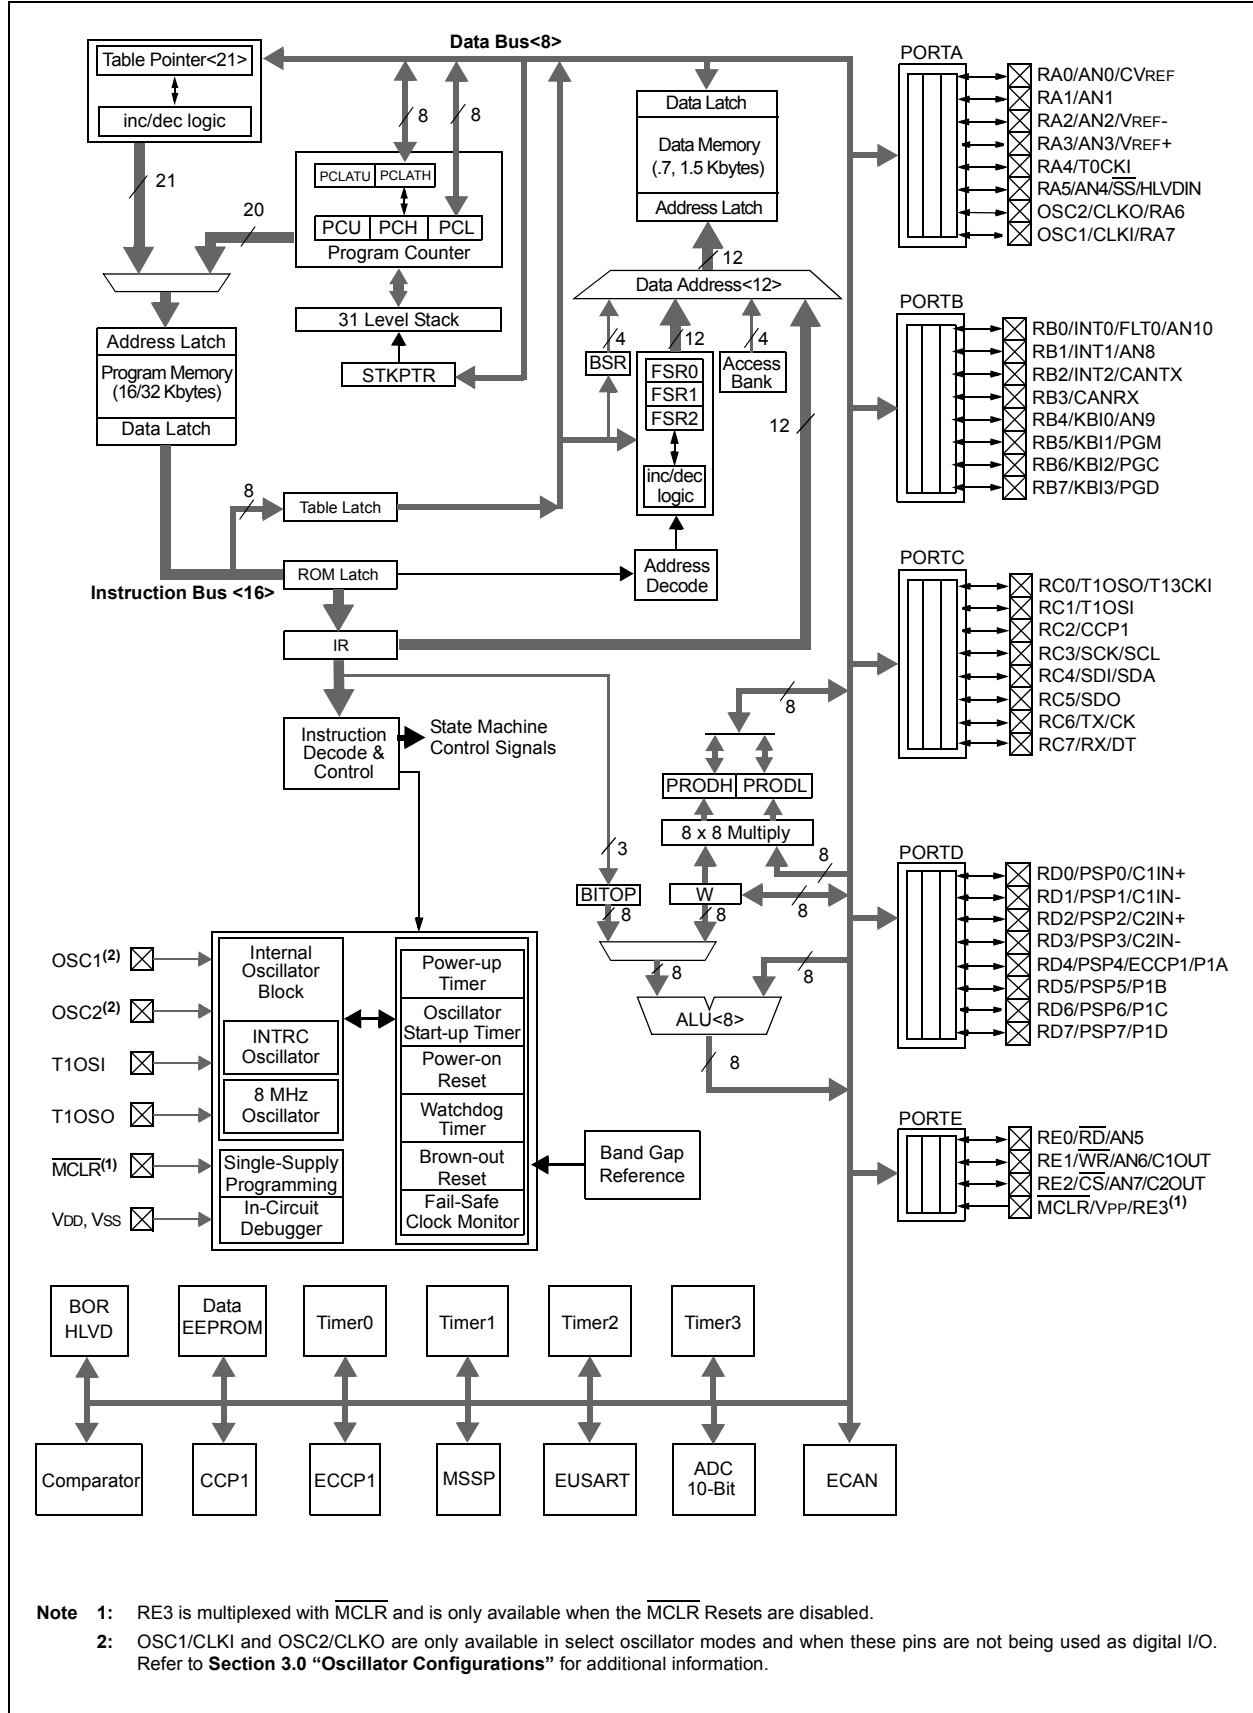 Data Bus<8>
Table Pointer<21>
inc/dec logic
21
20
8
8
PCLATU
PCLATH
PCU
PCH
PCL
Program Counter
31 Level Stack
STKPTR
Address Latch
Program Memory
(16/32 Kbytes)
Data Latch
8
Table Latch
ROM Latch
Instruction Bus <16>
IR
Instruction
Decode &
Control
State Machine
Control Signals
Data Latch
Data Memory
(.7, 1.5 Kbytes)
Address Latch
12
Data Address<12>
4
12
4
BSR
FSR0
FSR1
FSR2
Access
Bank
12
inc/dec
logic
Address
Decode
8
PRODH
PRODL
8 x 8 Multiply
3
8
BITOP
W
8
8
8
8
8
ALU<8>
8
PORTA
RA0/AN0/CVREF
RA1/AN1
RA2/AN2/VREF-
RA3/AN3/VREF+
RA4/T0CKI
RA5/AN4/SS/HLVDIN
OSC2/CLKO/RA6
OSC1/CLKI/RA7
PORTB
RB0/INT0/FLT0/AN10
RB1/INT1/AN8
RB2/INT2/CANTX
RB3/CANRX
RB4/KBI0/AN9
RB5/KBI1/PGM
RB6/KBI2/PGC
RB7/KBI3/PGD
PORTC
RC0/T1OSO/T13CKI
RC1/T1OSI
RC2/CCP1
RC3/SCK/SCL
RC4/SDI/SDA
RC5/SDO
RC6/TX/CK
RC7/RX/DT
PORTD
RD0/PSP0/C1IN+
RD1/PSP1/C1IN-
RD2/PSP2/C2IN+
RD3/PSP3/C2IN-
RD4/PSP4/ECCP1/P1A
RD5/PSP5/P1B
RD6/PSP6/P1C
RD7/PSP7/P1D
PORTE
RE0/RD/AN5
RE1/WR/AN6/C1OUT
RE2/CS/AN7/C2OUT
MCLR/VPP/RE3(1)
OSC1(2)
OSC2(2)
T1OSI
T1OSO
MCLR(1)
VDD, VSS
Internal
Oscillator
Block
INTRC
Oscillator
8 MHz
Oscillator
Single-Supply
Programming
In-Circuit
Debugger
Power-up
Timer
Oscillator
Start-up Timer
Power-on
Reset
Watchdog
Timer
Brown-out
Reset
Fail-Safe
Clock Monitor
Band Gap
Reference
BOR
HLVD
Data
EEPROM
Timer0
Timer1
Timer2
Timer3
Comparator
CCP1
ECCP1
MSSP
EUSART
ADC
10-Bit
ECAN
Note 1: RE3 is multiplexed with MCLR and is only available when the MCLR Resets are disabled.
2: OSC1/CLKI and OSC2/CLKO are only available in select oscillator modes and when these pins are not being used as digital I/O.
Refer to Section 3.0 “Oscillator Configurations” for additional information.